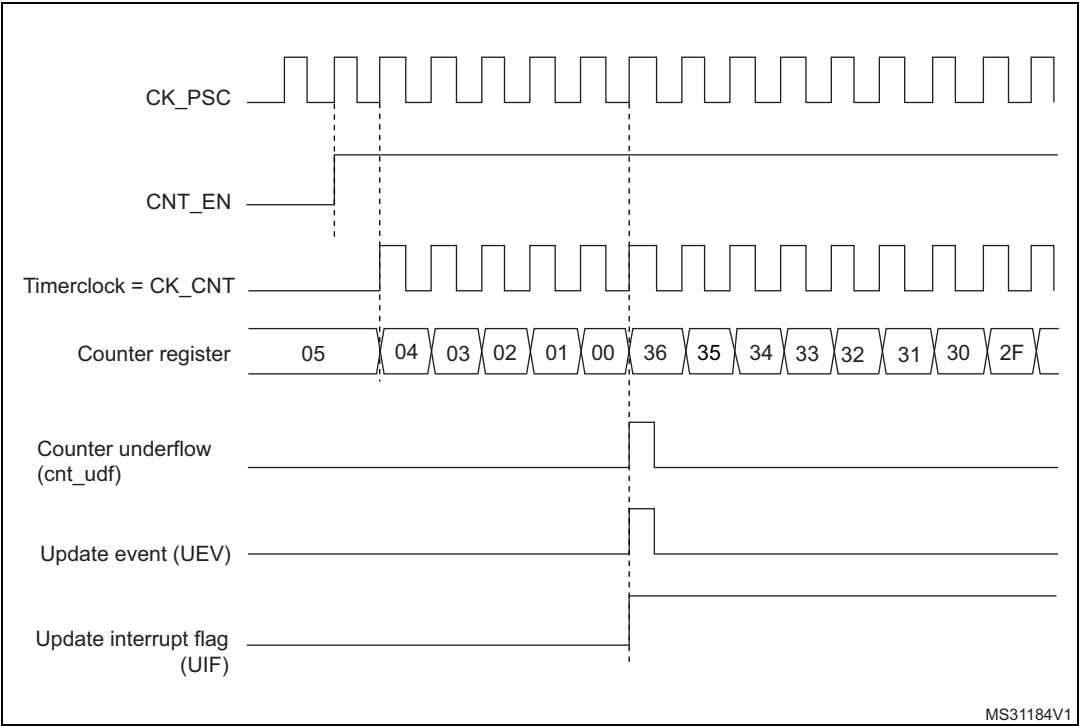 CK_PSC
CNT_EN
Timerclock = CK_CNT
Counter register
05 04 03 02 01 00 36 35 34 33 32 31 30 2F
Counter underflow
(cnt_udf)
Update event (UEV)
Update interrupt flag
(UIF)
MS31184V1